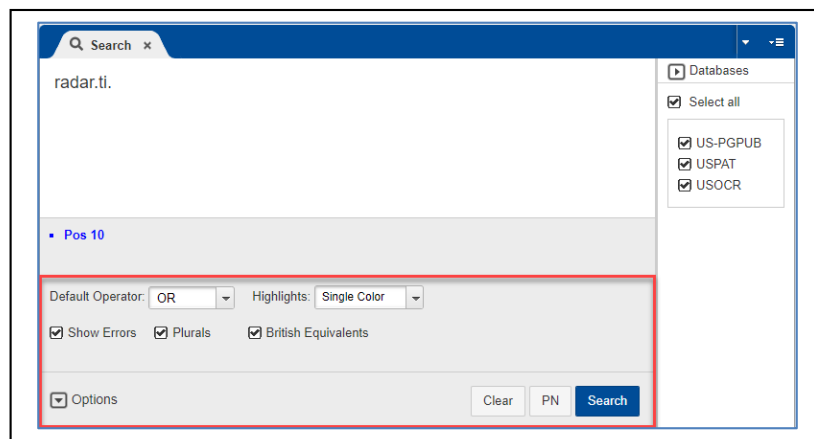 Search x
radar.ti.
Databases
Select all
US-PGPUB
USPAT
USOCR
Pos 10
Default Operator: OR Highlights: Single Color
Show Errors Plurals British Equivalents
Options Clear PN Search